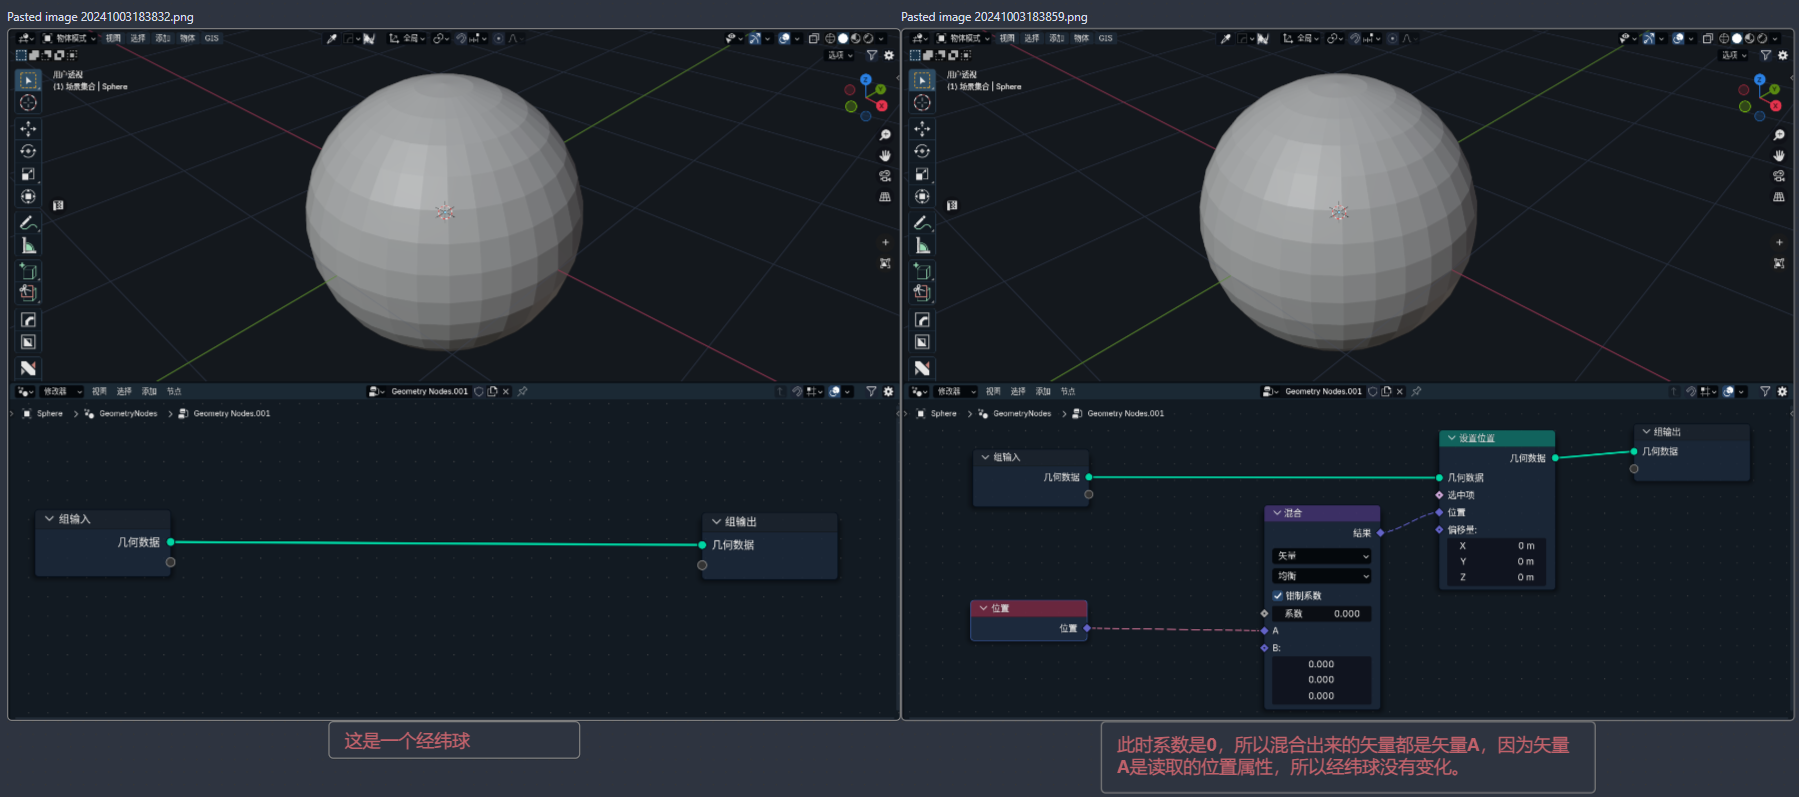 Pasted image 20241003183832.png
物体模式 视图 选择 添加 物体 GIS
全局
选项
用户透视
(1) 场景集合 | Sphere
Z
Y
X
修改器 视图 选择 添加 节点
Geometry Nodes.001
Sphere > GeometryNodes > Geometry Nodes.001
组输入
几何数据
组输出
几何数据
这是一个经纬球
Pasted image 20241003183859.png
物体模式 视图 选择 添加 物体 GIS
全局
选项
用户透视
(1) 场景集合 | Sphere
Z
Y
X
修改器 视图 选择 添加 节点
Geometry Nodes.001
Sphere > GeometryNodes > Geometry Nodes.001
组输入
几何数据
位置
位置
混合
结果
矢量
均衡
钳制系数
系数 0.000
A
B:
0.000
0.000
0.000
设置位置
几何数据
几何数据
选中项
位置
偏移量:
X 0 m
Y 0 m
Z 0 m
组输出
几何数据
此时系数是0，所以混合出来的矢量都是矢量A，因为矢量
A是读取的位置属性，所以经纬球没有变化。